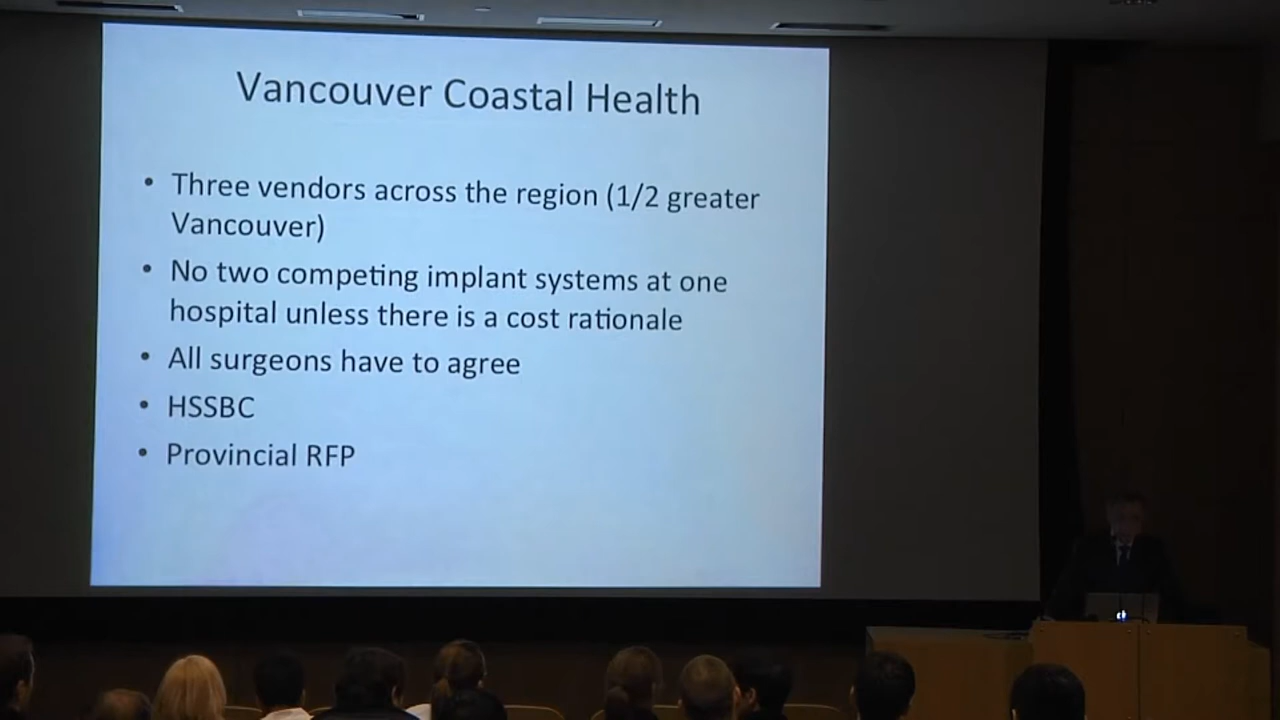 Vancouver Coastal Health
• Three vendors across the region (1/2 greater
Vancouver)
• No two competing implant systems at one
hospital unless there is a cost rationale
• All surgeons have to agree
• HSSBC
• Provincial RFP